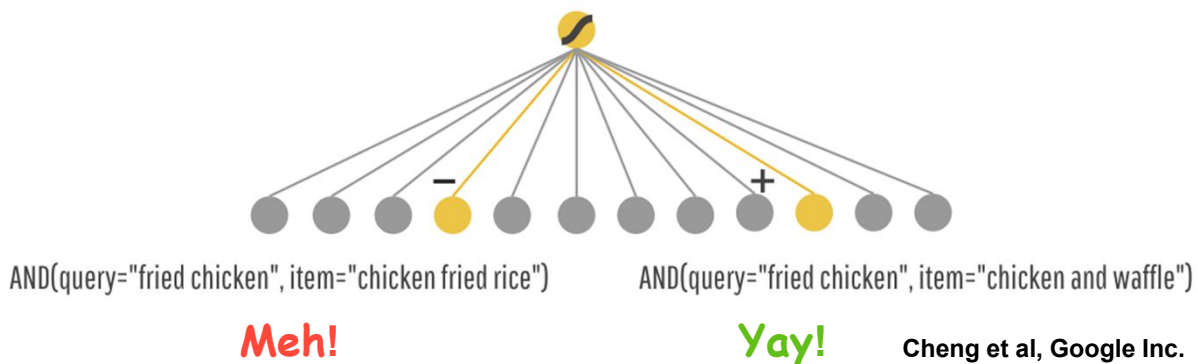 − +
AND(query="fried chicken", item="chicken fried rice") AND(query="fried chicken", item="chicken and waffle")
Meh! Yay! Cheng et al, Google Inc.